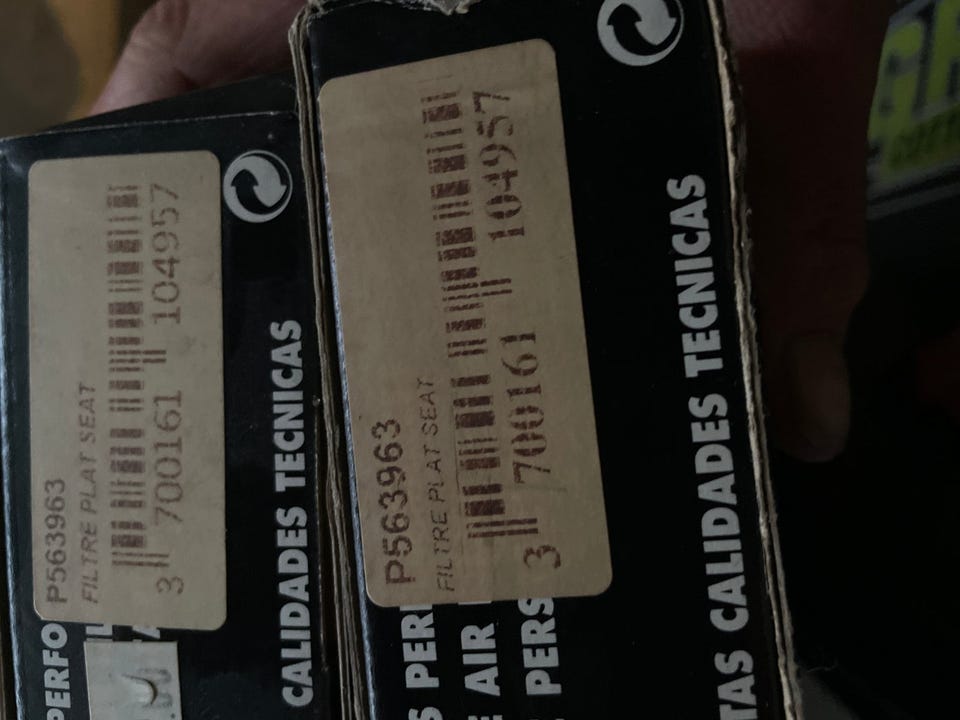 P563963
FILTRE PLAT SEAT
3 700161 104957
PERFO
CALIDADES TECNICAS
P563963
FILTRE PLAT SEAT
3 700161 104957
S PER
E AIR
PERS
TAS CALIDADES TECNICAS